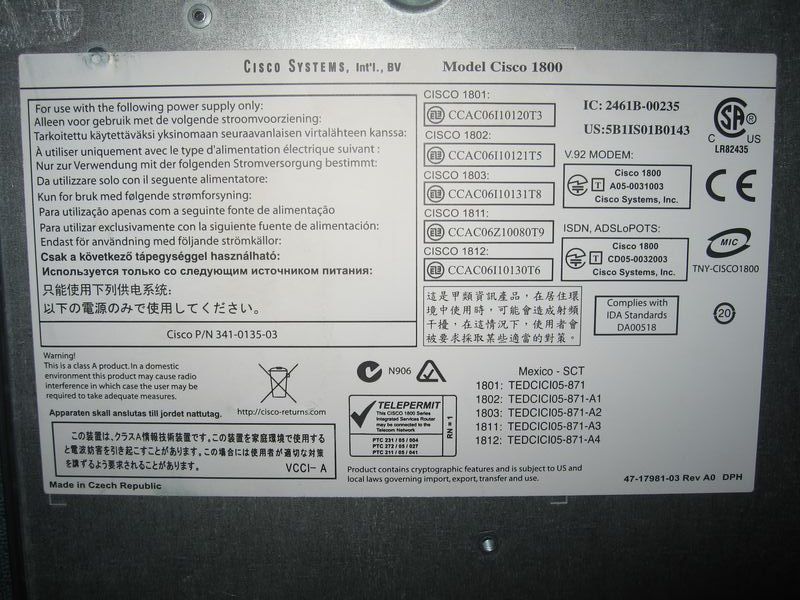 CISCO SYSTEMS, Int'l., BV Model Cisco 1800
For use with the following power supply only:
Alleen voor gebruik met de volgende stroomvoorziening:
Tarkoitettu käytettäväksi yksinomaan seuraavanlaisen virtalähteen kanssa:
À utiliser uniquement avec le type d'alimentation électrique suivant :
Nur zur Verwendung mit der folgenden Stromversorgung bestimmt:
Da utilizzare solo con il seguente alimentatore:
Kun for bruk med følgende strømforsyning:
Para utilização apenas com a seguinte fonte de alimentação
Para utilizar exclusivamente con la siguiente fuente de alimentación:
Endast för användning med följande strömkällor:
Csak a következő tápegységgel használható:
Используется только со следующим источником питания:
只能使用下列供电系统:
以下の電源のみで使用してください。
Cisco P/N 341-0135-03
CISCO 1801:
CCAC06I10120T3
CISCO 1802:
CCAC06I10121T5
CISCO 1803:
CCAC06I10131T8
CISCO 1811:
CCAC06Z10080T9
CISCO 1812:
CCAC06I10130T6
IC: 2461B-00235
US:5B1IS01B0143
V.92 MODEM:
T
Cisco 1800
A05-0031003
Cisco Systems, Inc.
ISDN, ADSLoPOTS:
T
Cisco 1800
CD05-0032003
Cisco Systems, Inc.
SA ®
C US
LR82435
CE
MIC
TNY-CISCO1800
這是甲類資訊產品，在居住環
境中使用時，可能會造成射頻
干擾，在這情況下，使用者會
被要求採取某些適當的對策。
Complies with
IDA Standards
DA00518
20
Warning!
This is a class A product. In a domestic
environment this product may cause radio
interference in which case the user may be
required to take adequate measures.
Apparaten skall anslutas till jordet nattutag.
http://cisco-returns.com
N906
TELEPERMIT
This CISCO 1800 Series
Integrated Services Router
may be connected to the
Telecom Network
PTC 231 / 05 / 004
PTC 272 / 05 / 027
PTC 211 / 05 / 041
RN = 1
Mexico - SCT
1801: TEDCICI05-871
1802: TEDCICI05-871-A1
1803: TEDCICI05-871-A2
1811: TEDCICI05-871-A3
1812: TEDCICI05-871-A4
この装置は、クラスA情報技術装置です。この装置を家庭環境で使用する
と電波妨害を引き起こすことがあります。この場合には使用者が適切な対策
を講ずるよう要求されることがあります。
VCCI- A
Made in Czech Republic
Product contains cryptographic features and is subject to US and
local laws governing import, export, transfer and use.
47-17981-03 Rev A0 DPH